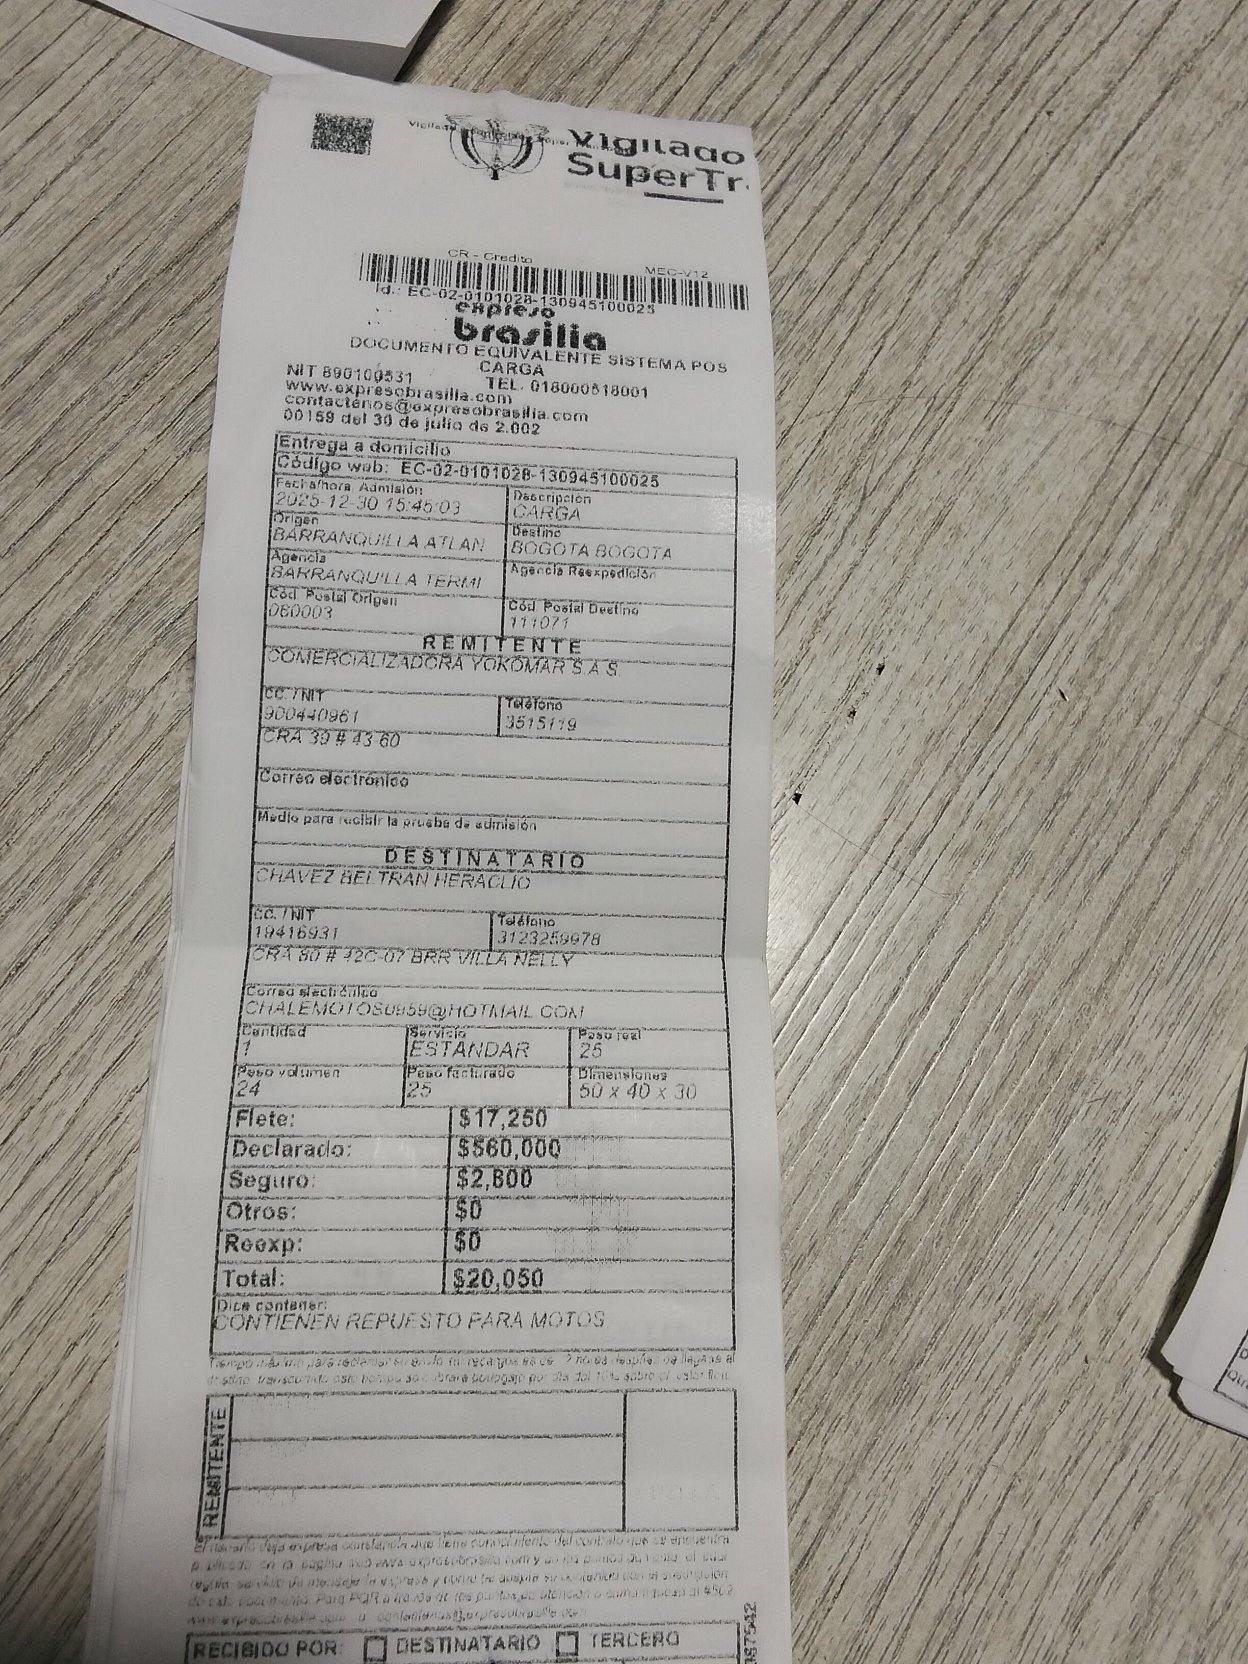 Vigilado
SuperTr
CR - Credito
MEC-V12
Id.: EC-02-0101028-130945100025
expreso
brasilia
DOCUMENTO EQUIVALENTE SISTEMA POS
CARGA
NIT 890100531 TEL. 018000518001
www.expresobrasilia.com
contactenos@expresobrasilia.com
00159 del 30 de julio de 2.002
Entrega a domicilio
Código web: EC-02-0101028-130945100025
Fecha/hora Admisión Descripción
2025-12-30 15:45:03 CARGA
Origen Destino
BARRANQUILLA ATLAN BOGOTA BOGOTA
Agencia Agencia Reexpedición
BARRANQUILLA TERMI
Cód. Postal Origen Cód. Postal Destino
080003 111071
REMITENTE
COMERCIALIZADORA YOKOMAR S.A.S.
CC. / NIT Teléfono
900440961 3515119
CRA 39 # 43 60
Correo electrónico
Medio para recibir la prueba de admisión
DESTINATARIO
CHAVEZ BELTRAN HERACLIO
CC. / NIT Teléfono
19416931 3123259978
CRA 80 # 42C-07 BRR VILLA NELLY
Correo electrónico
CHALEMOTOS0959@HOTMAIL.COM
Cantidad Servicio Peso real
1 ESTANDAR 25
Peso volumen Peso facturado Dimensiones
24 25 50 x 40 x 30
Flete: $17,250
Declarado: $560,000
Seguro: $2,800
Otros: $0
Reexp: $0
Total: $20,050
Dice contener:
CONTIENEN REPUESTO PARA MOTOS
REMITENTE
RECIBIDO POR: DESTINATARIO TERCERO